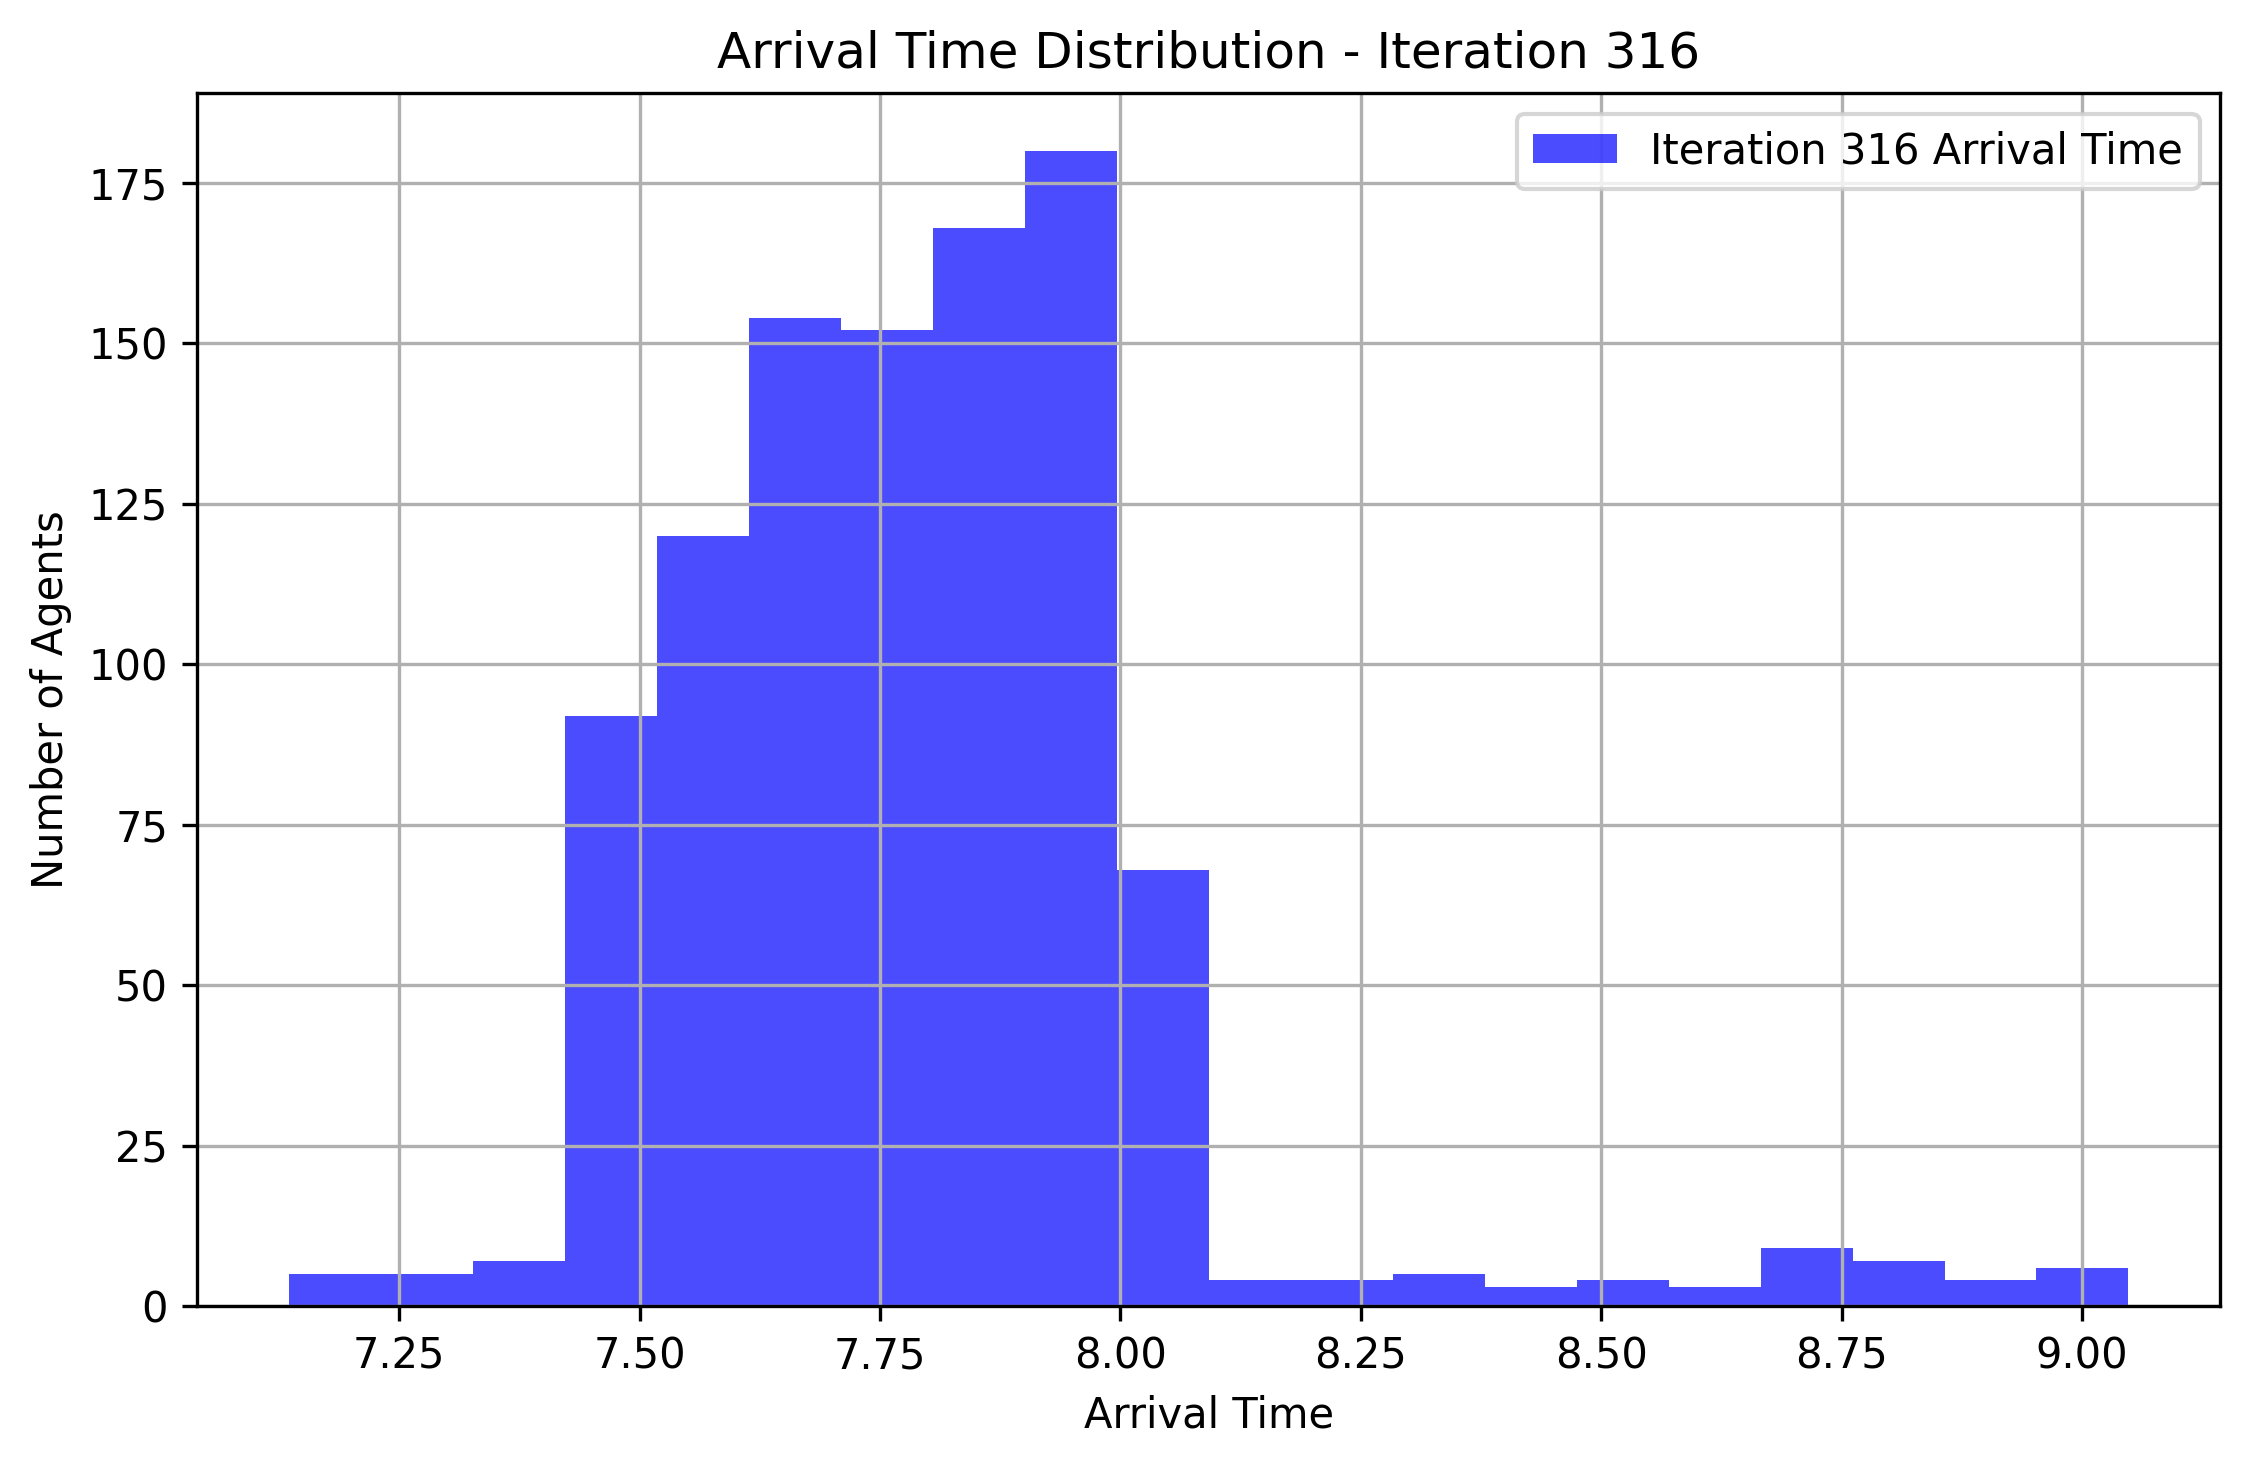 Arrival Time Distribution - Iteration 316
Iteration 316 Arrival Time
Number of Agents
175
150
125
100
75
50
25
0
7.25 7.50 7.75 8.00 8.25 8.50 8.75 9.00
Arrival Time